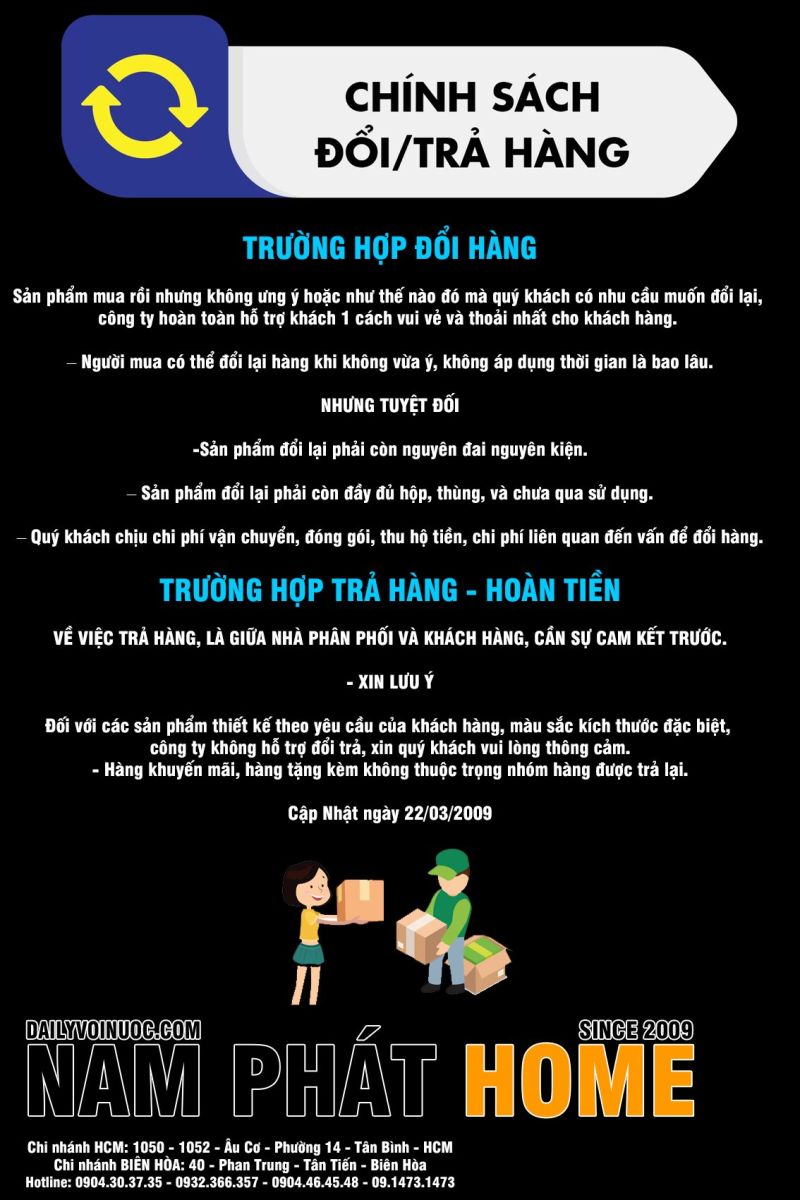 CHÍNH SÁCH
ĐỔI/TRẢ HÀNG
TRƯỜNG HỢP ĐỔI HÀNG
Sản phẩm mua rồi nhưng không ưng ý hoặc như thế nào đó mà quý khách có nhu cầu muốn đổi lại,
công ty hoàn toàn hỗ trợ khách 1 cách vui vẻ và thoải nhất cho khách hàng.
– Người mua có thể đổi lại hàng khi không vừa ý, không áp dụng thời gian là bao lâu.
NHƯNG TUYỆT ĐỐI
-Sản phẩm đổi lại phải còn nguyên đai nguyên kiện.
– Sản phẩm đổi lại phải còn đầy đủ hộp, thùng, và chưa qua sử dụng.
– Quý khách chịu chi phí vận chuyển, đóng gói, thu hộ tiền, chi phí liên quan đến vấn để đổi hàng.
TRƯỜNG HỢP TRẢ HÀNG - HOÀN TIỀN
VỀ VIỆC TRẢ HÀNG, LÀ GIỮA NHÀ PHÂN PHỐI VÀ KHÁCH HÀNG, CẦN SỰ CAM KẾT TRƯỚC.
- XIN LƯU Ý
Đối với các sản phẩm thiết kế theo yêu cầu của khách hàng, màu sắc kích thước đặc biệt,
công ty không hỗ trợ đổi trả, xin quý khách vui lòng thông cảm.
- Hàng khuyến mãi, hàng tặng kèm không thuộc trọng nhóm hàng được trả lại.
Cập Nhật ngày 22/03/2009
DAILYVOINUOC.COM
SINCE 2009
NAM PHÁT HOME
Chi nhánh HCM: 1050 - 1052 - Âu Cơ - Phường 14 - Tân Bình - HCM
Chi nhánh BIÊN HÒA: 40 - Phan Trung - Tân Tiến - Biên Hòa
Hotline: 0904.30.37.35 - 0932.366.357 - 0904.46.45.48 - 09.1473.1473